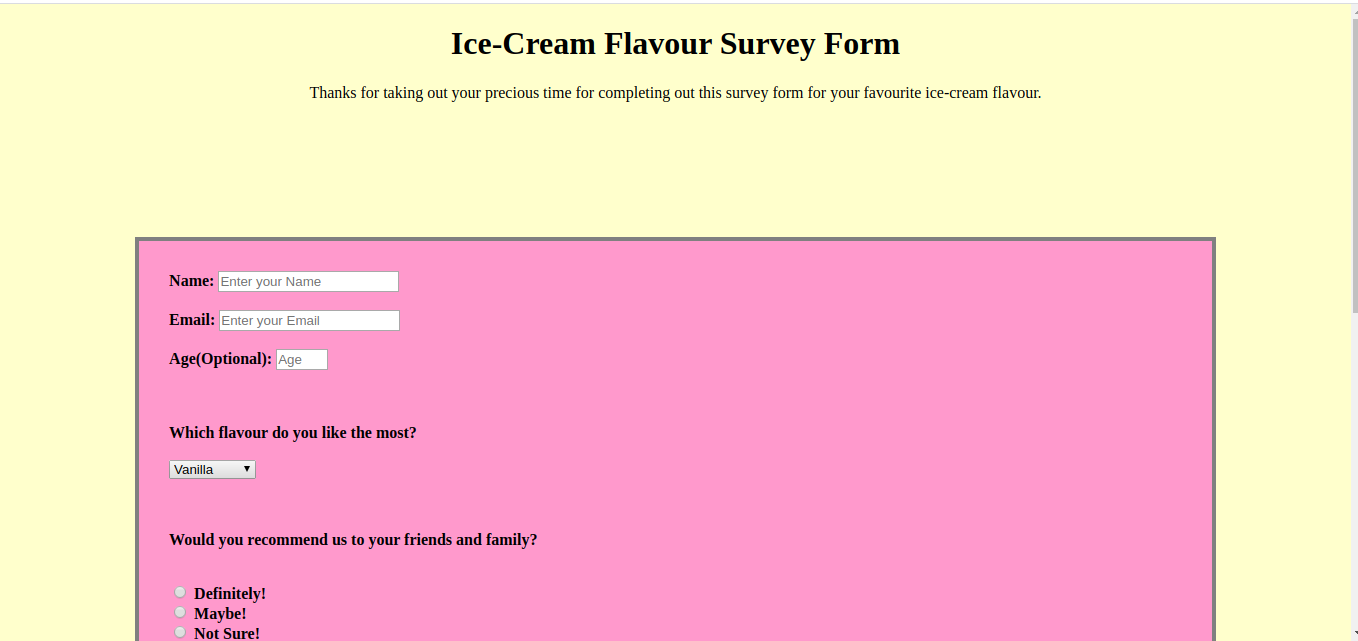 Ice-Cream Flavour Survey Form
Thanks for taking out your precious time for completing out this survey form for your favourite ice-cream flavour.
Name: Enter your Name
Email: Enter your Email
Age(Optional): Age
Which flavour do you like the most?
Vanilla
Would you recommend us to your friends and family?
Definitely!
Maybe!
Not Sure!